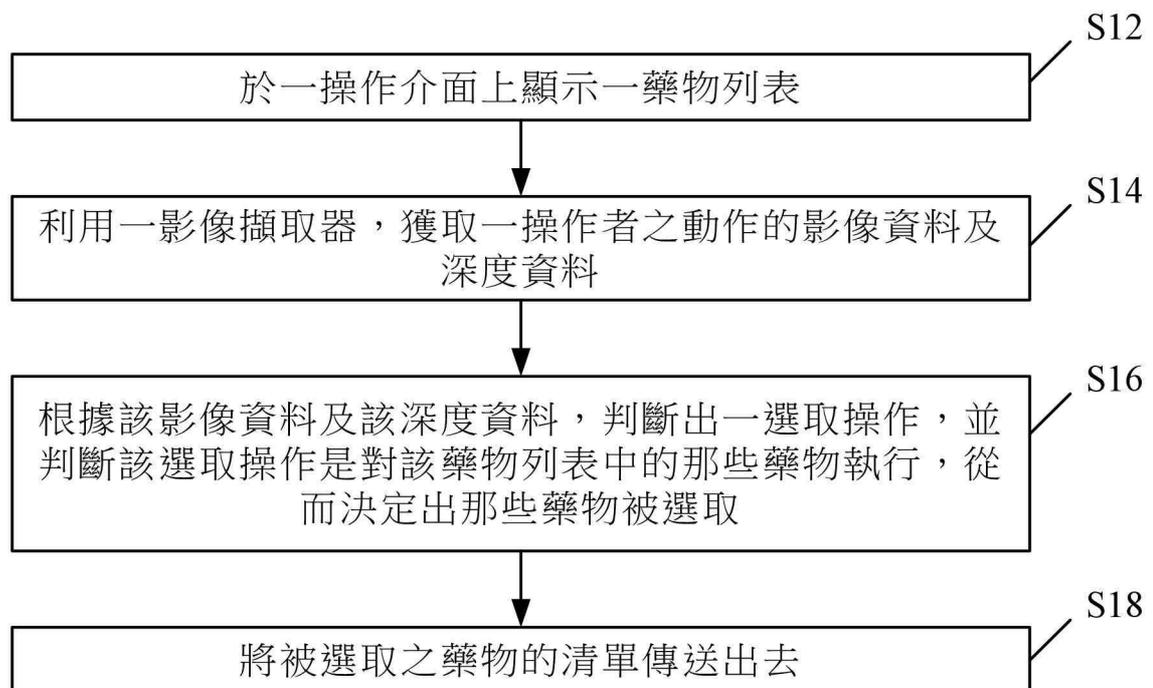 S12
於一操作介面上顯示一藥物列表
S14
利用一影像擷取器，獲取一操作者之動作的影像資料及
深度資料
S16
根據該影像資料及該深度資料，判斷出一選取操作，並
判斷該選取操作是對該藥物列表中的那些藥物執行，從
而決定出那些藥物被選取
S18
將被選取之藥物的清單傳送出去